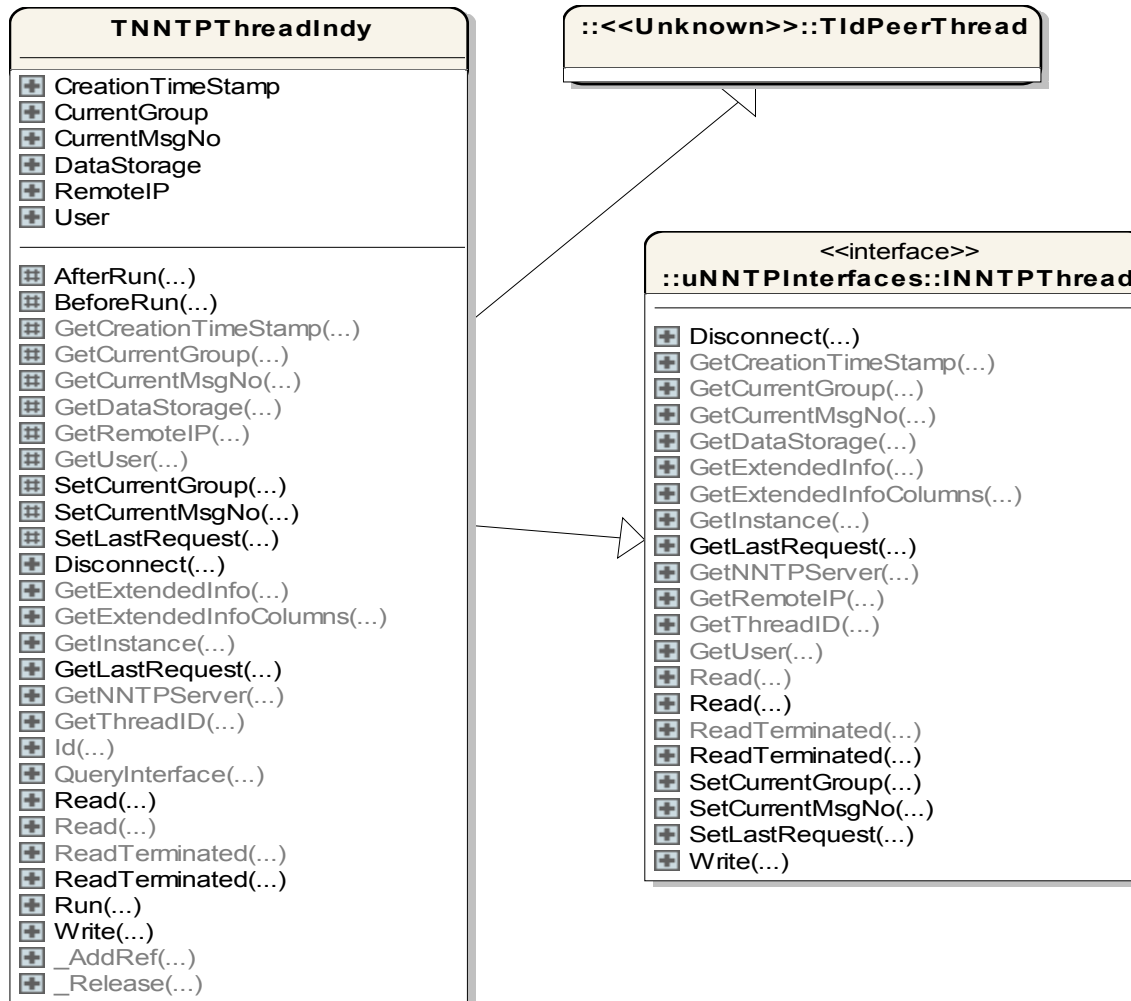 TNNTPThreadIndy
CreationTimeStamp
CurrentGroup
CurrentMsgNo
DataStorage
RemoteIP
User
AfterRun(...)
BeforeRun(...)
GetCreationTimeStamp(...)
GetCurrentGroup(...)
GetCurrentMsgNo(...)
GetDataStorage(...)
GetRemoteIP(...)
GetUser(...)
SetCurrentGroup(...)
SetCurrentMsgNo(...)
SetLastRequest(...)
Disconnect(...)
GetExtendedInfo(...)
GetExtendedInfoColumns(...)
GetInstance(...)
GetLastRequest(...)
GetNNTPServer(...)
GetThreadID(...)
Id(...)
QueryInterface(...)
Read(...)
Read(...)
ReadTerminated(...)
ReadTerminated(...)
Run(...)
Write(...)
_AddRef(...)
_Release(...)
::<<Unknown>>::TIdPeerThread
<<interface>>
::uNNTPInterfaces::INNTPThread
Disconnect(...)
GetCreationTimeStamp(...)
GetCurrentGroup(...)
GetCurrentMsgNo(...)
GetDataStorage(...)
GetExtendedInfo(...)
GetExtendedInfoColumns(...)
GetInstance(...)
GetLastRequest(...)
GetNNTPServer(...)
GetRemoteIP(...)
GetThreadID(...)
GetUser(...)
Read(...)
Read(...)
ReadTerminated(...)
ReadTerminated(...)
SetCurrentGroup(...)
SetCurrentMsgNo(...)
SetLastRequest(...)
Write(...)